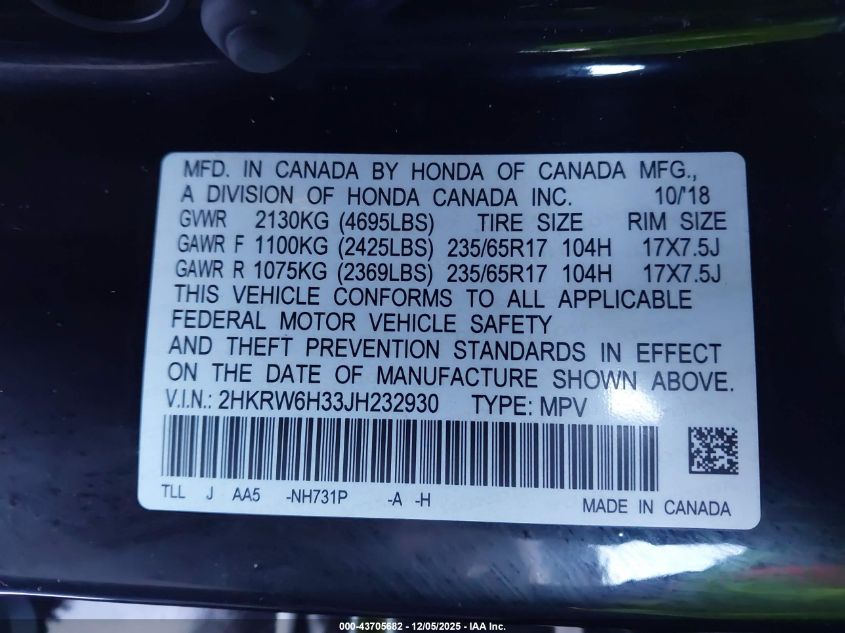 MFD. IN CANADA BY HONDA OF CANADA MFG.,
A DIVISION OF HONDA CANADA INC. 10/'18
GVWR 2130KG (4695LBS) TIRE SIZE RIM SIZE
GAWR F 1100KG (2425LBS) 235/65R17 104H 17X7.5J
GAWR R 1075KG (2369LBS) 235/65R17 104H 17X7.5J
THIS VEHICLE CONFORMS TO ALL APPLICABLE
FEDERAL MOTOR VEHICLE SAFETY
AND THEFT PREVENTION STANDARDS IN EFFECT
ON THE DATE OF MANUFACTURE SHOWN ABOVE.
V.I.N.: 2HKRW6H33JH232930 TYPE: MPV
TLL J AA5 -NH731P -A -H
MADE IN CANADA
000-43705682 - 12/05/2025 - IAA Inc.